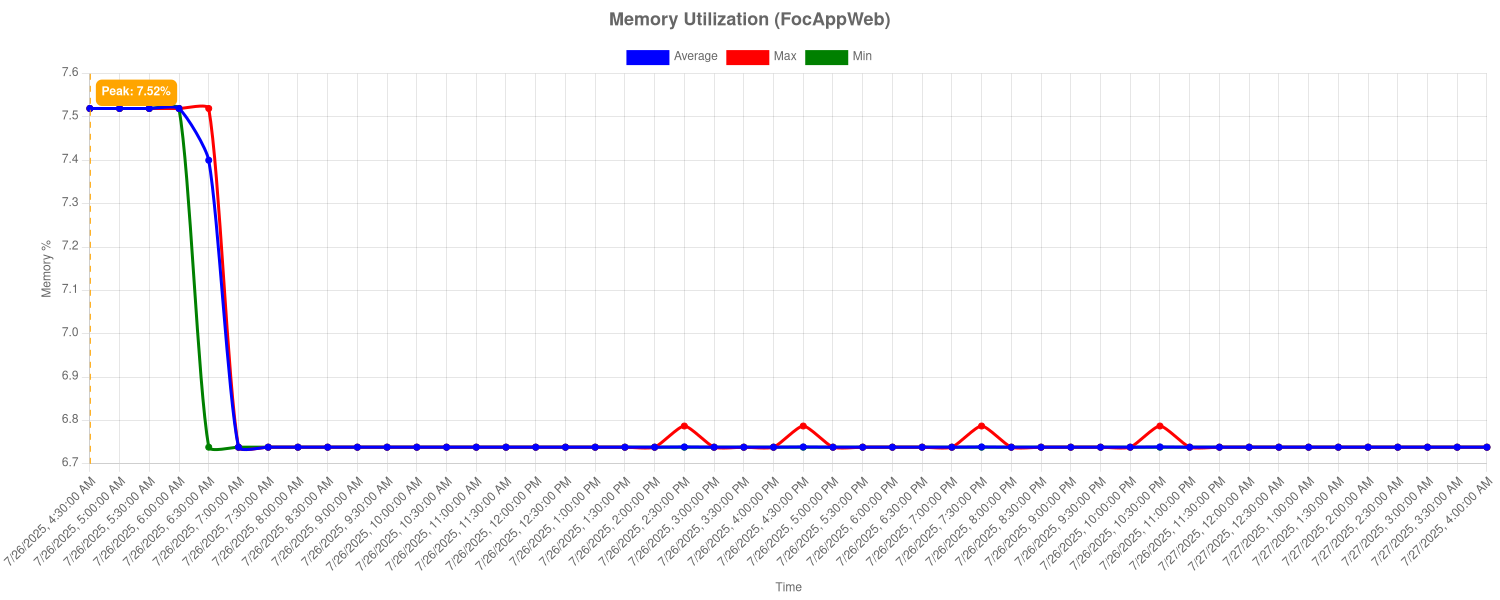 Memory Utilization (FocAppWeb)
Average Max Min
Peak: 7.52%
7.6
7.5
7.4
7.3
7.2
7.1
7.0
6.9
6.8
6.7
Memory %
7/26/2025, 4:30:00 AM
7/26/2025, 5:00:00 AM
7/26/2025, 5:30:00 AM
7/26/2025, 6:00:00 AM
7/26/2025, 6:30:00 AM
7/26/2025, 7:00:00 AM
7/26/2025, 7:30:00 AM
7/26/2025, 8:00:00 AM
7/26/2025, 8:30:00 AM
7/26/2025, 9:00:00 AM
7/26/2025, 9:30:00 AM
7/26/2025, 10:00:00 AM
7/26/2025, 10:30:00 AM
7/26/2025, 11:00:00 AM
7/26/2025, 11:30:00 AM
7/26/2025, 12:00:00 PM
7/26/2025, 12:30:00 PM
7/26/2025, 1:00:00 PM
7/26/2025, 1:30:00 PM
7/26/2025, 2:00:00 PM
7/26/2025, 2:30:00 PM
7/26/2025, 3:00:00 PM
7/26/2025, 3:30:00 PM
7/26/2025, 4:00:00 PM
7/26/2025, 4:30:00 PM
7/26/2025, 5:00:00 PM
7/26/2025, 5:30:00 PM
7/26/2025, 6:00:00 PM
7/26/2025, 6:30:00 PM
7/26/2025, 7:00:00 PM
7/26/2025, 7:30:00 PM
7/26/2025, 8:00:00 PM
7/26/2025, 8:30:00 PM
7/26/2025, 9:00:00 PM
7/26/2025, 9:30:00 PM
7/26/2025, 10:00:00 PM
7/26/2025, 10:30:00 PM
7/26/2025, 11:00:00 PM
7/26/2025, 11:30:00 PM
7/27/2025, 12:00:00 AM
7/27/2025, 12:30:00 AM
7/27/2025, 1:00:00 AM
7/27/2025, 1:30:00 AM
7/27/2025, 2:00:00 AM
7/27/2025, 2:30:00 AM
7/27/2025, 3:00:00 AM
7/27/2025, 3:30:00 AM
7/27/2025, 4:00:00 AM
Time